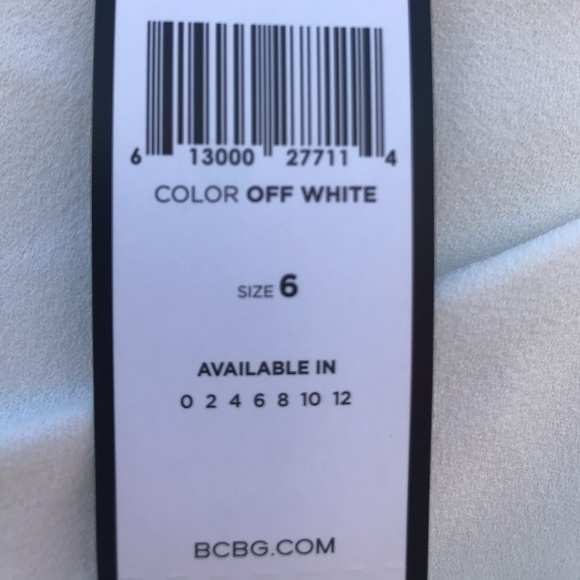 6 13000 27711 4
COLOR OFF WHITE
SIZE 6
AVAILABLE IN
0 2 4 6 8 10 12
BCBG.COM